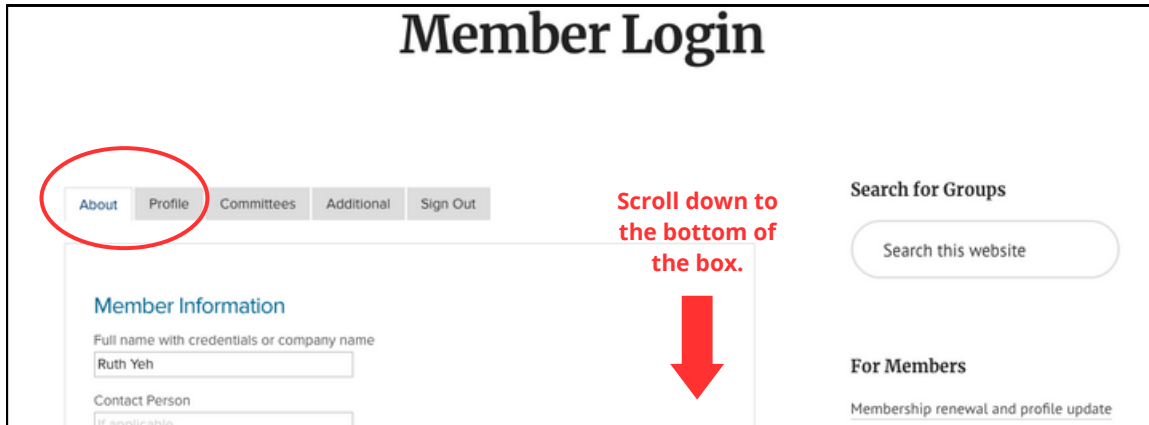 Member Login
About Profile Committees Additional Sign Out
Scroll down to
the bottom of
the box.
Member Information
Full name with credentials or company name
Ruth Yeh
Contact Person
If applicable
Search for Groups
Search this website
For Members
Membership renewal and profile update